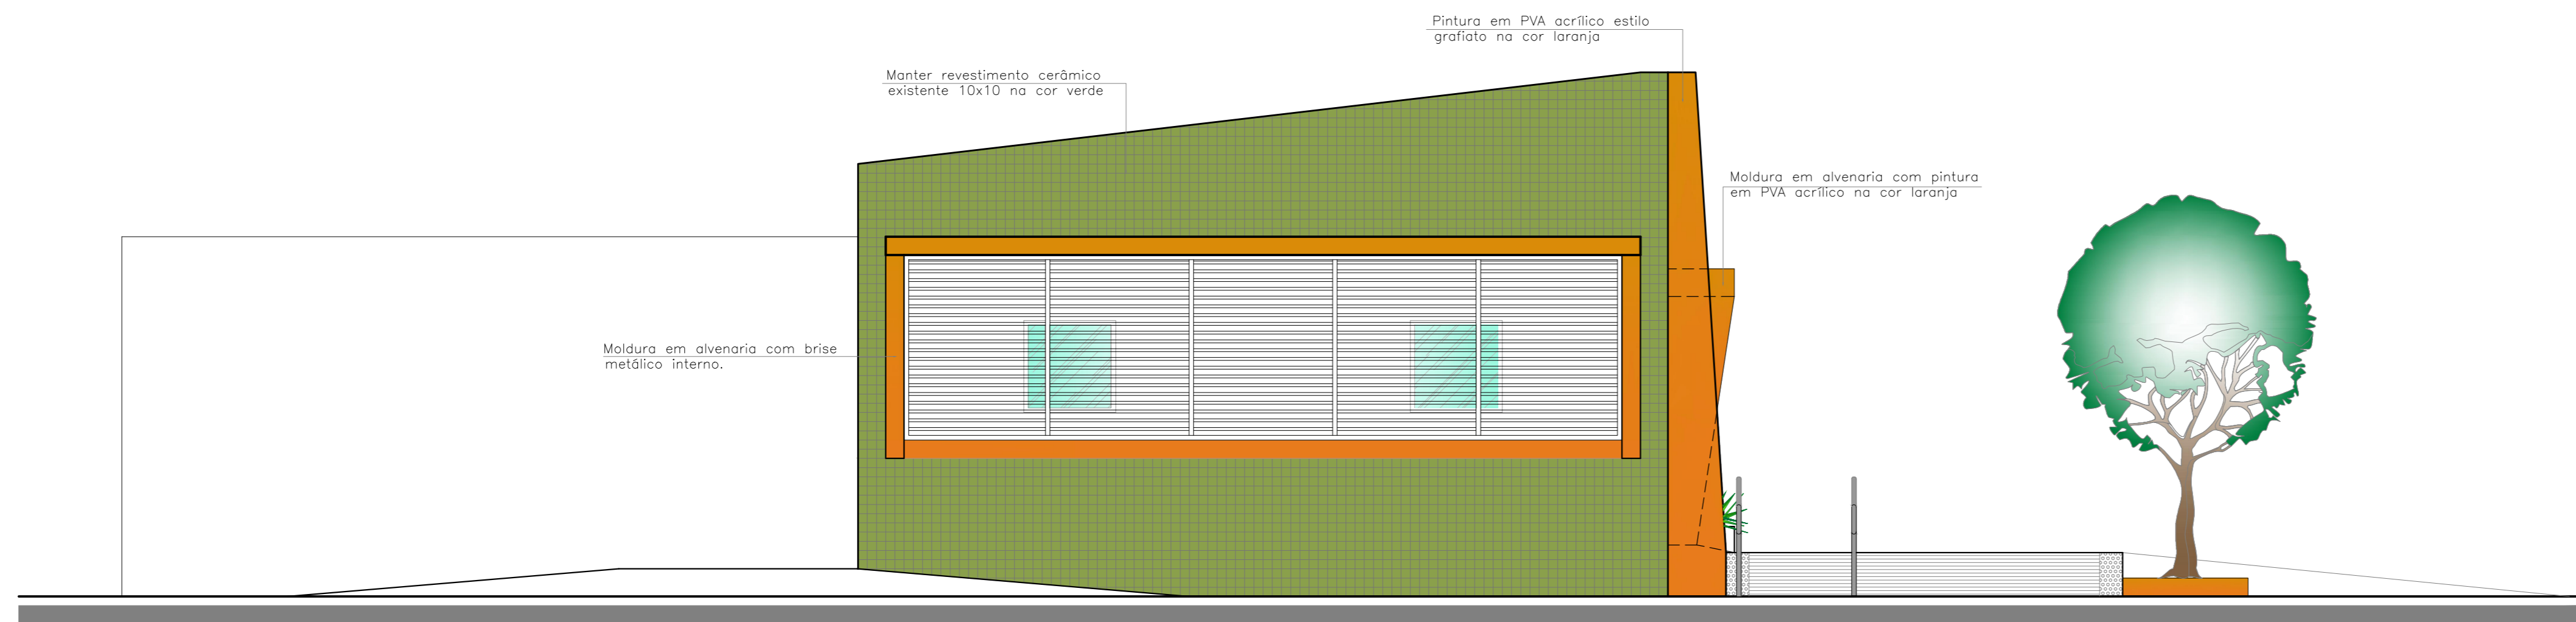 Pintura em PVA acrílico estilo
grafiato na cor laranja
Manter revestimento cerâmico
existente 10x10 na cor verde
Moldura em alvenaria com pintura
em PVA acrílico na cor laranja
Moldura em alvenaria com brise
metálico interno.